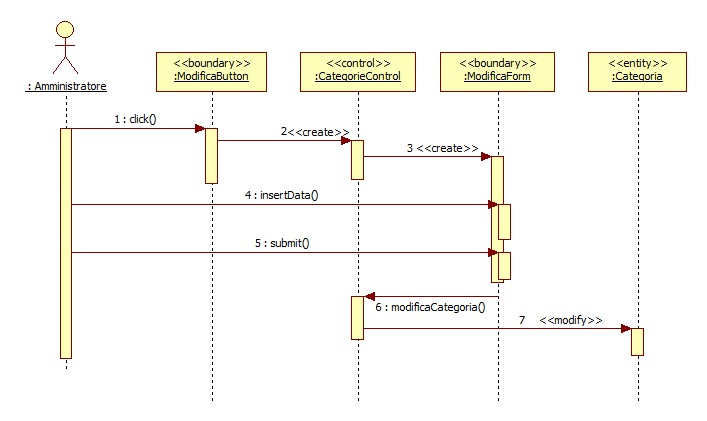 <<boundary>>
:ModificaButton
<<control>>
:CategorieControl
<<boundary>>
:ModificaForm
<<entity>>
:Categoria
: Amministratore
1 : click()
2<<create>>
3 <<create>>
4 : insertData()
5 : submit()
6 : modificaCategoria()
7 <<modify>>